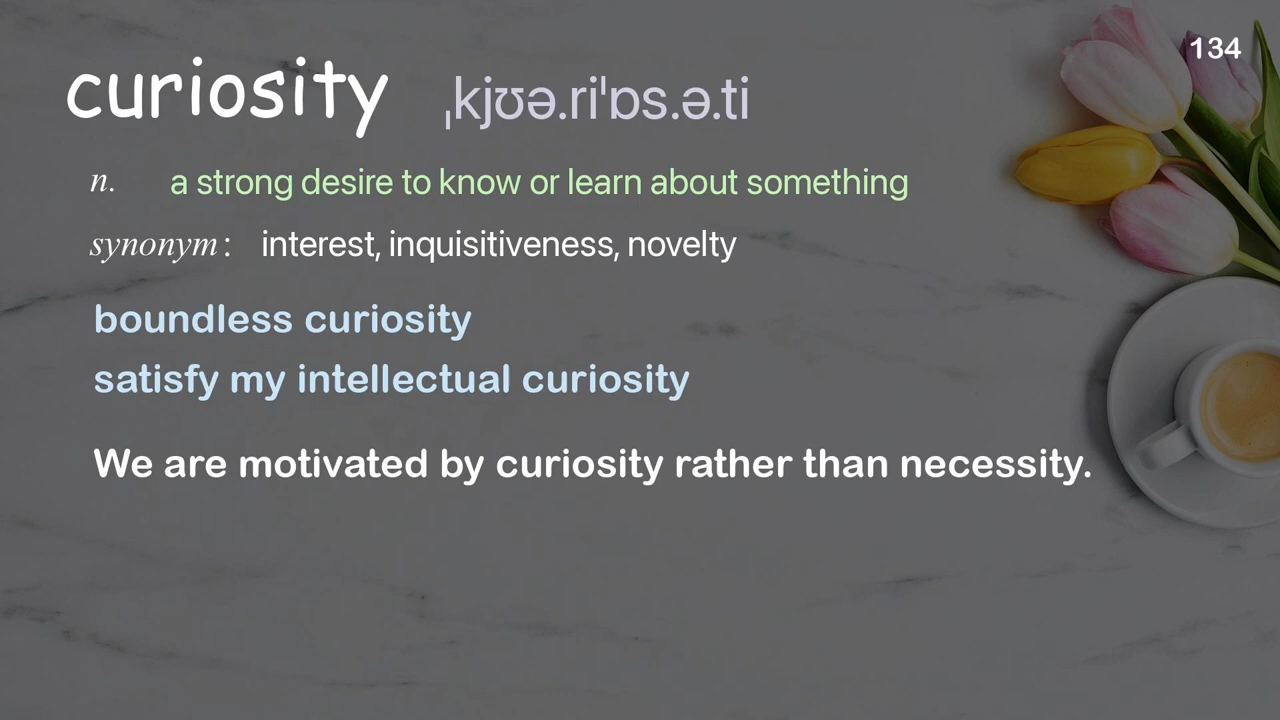 134
curiosity ˌkjʊə.riˈɒs.ə.ti
n. a strong desire to know or learn about something
synonym: interest, inquisitiveness, novelty
boundless curiosity
satisfy my intellectual curiosity
We are motivated by curiosity rather than necessity.